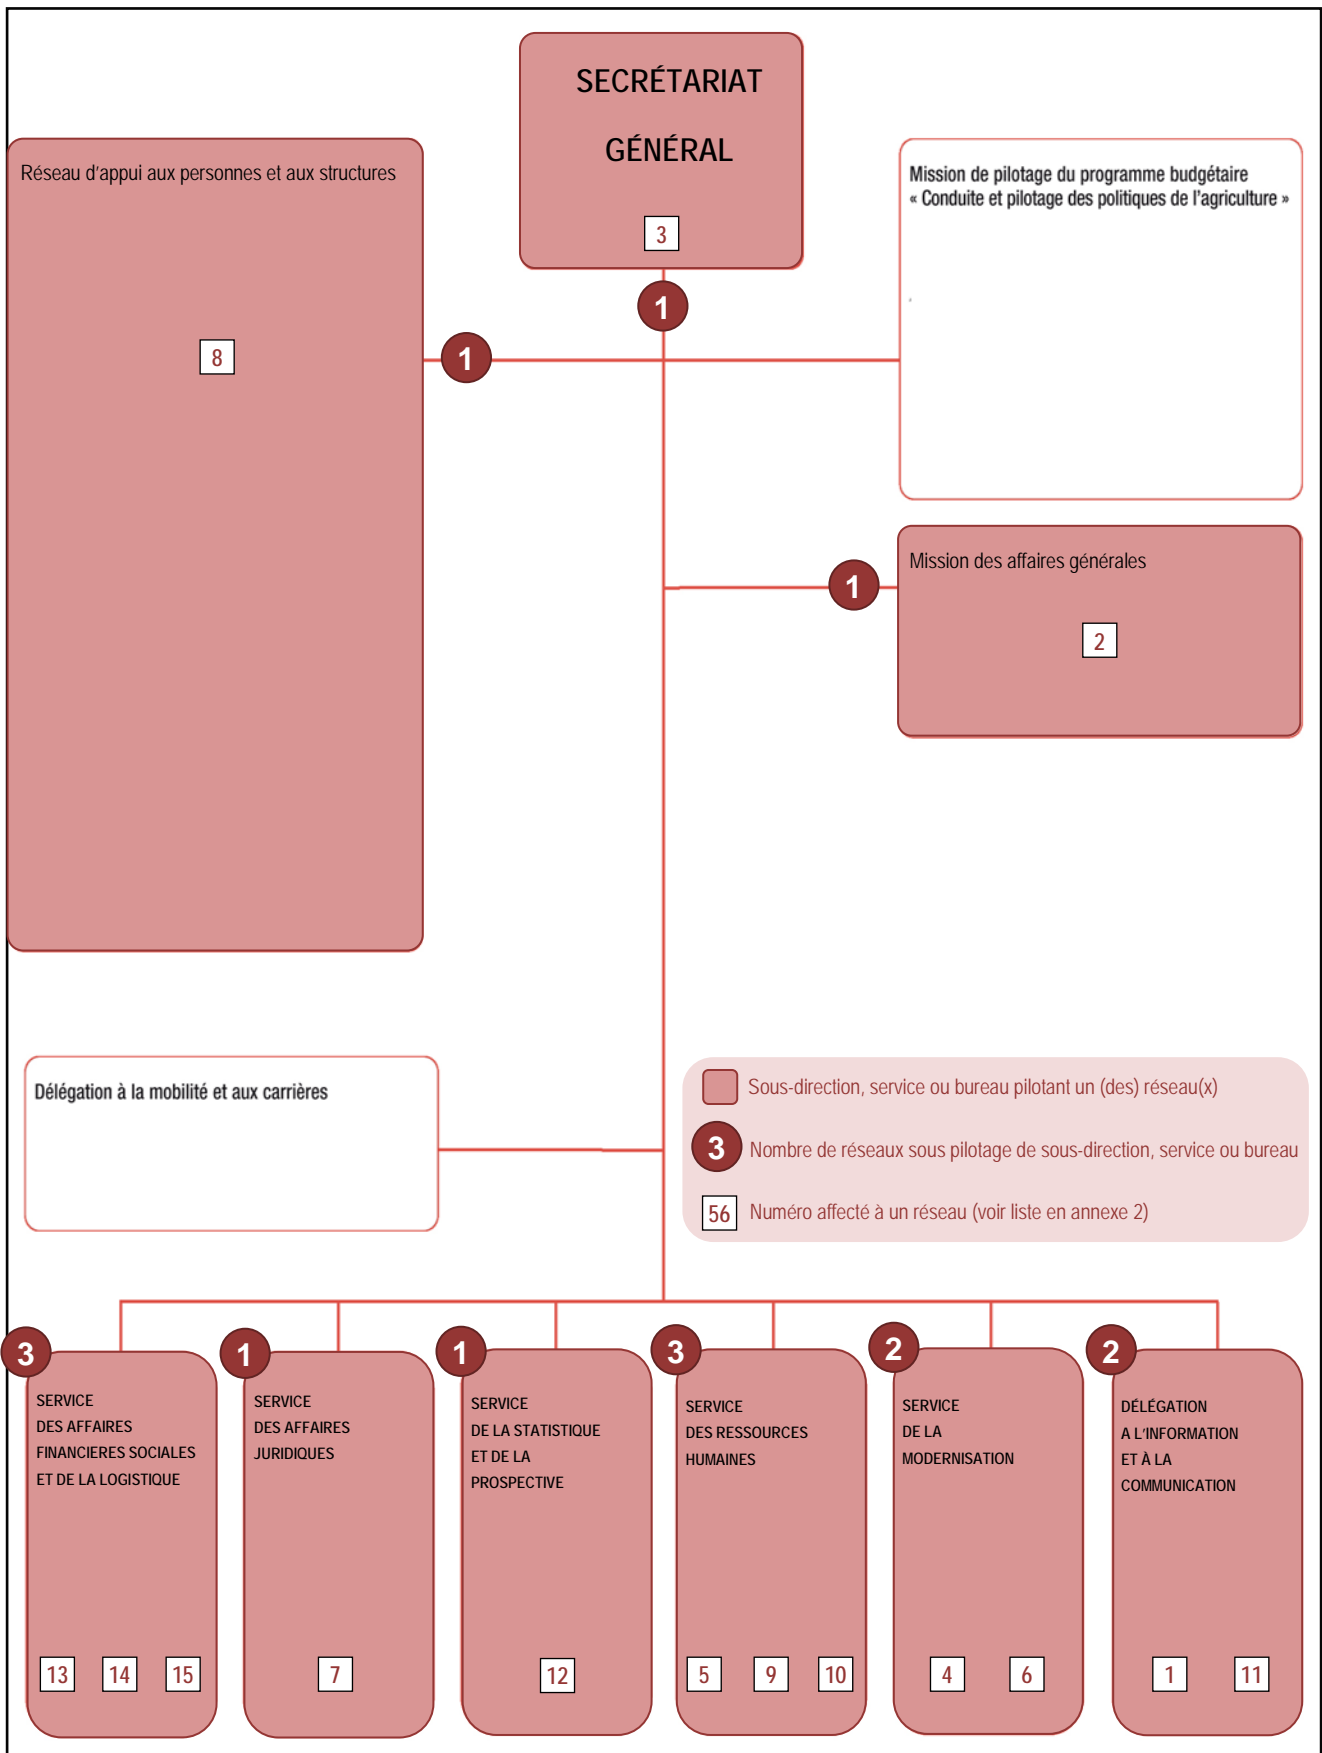 SECRÉTARIAT
GÉNÉRAL
3
1
Réseau d'appui aux personnes et aux structures
8
1
Mission de pilotage du programme budgétaire
« Conduite et pilotage des politiques de l'agriculture »
1
Mission des affaires générales
2
Délégation à la mobilité et aux carrières
Sous-direction, service ou bureau pilotant un (des) réseau(x)
3 Nombre de réseaux sous pilotage de sous-direction, service ou bureau
56 Numéro affecté à un réseau (voir liste en annexe 2)
3
SERVICE
DES AFFAIRES
FINANCIERES SOCIALES
ET DE LA LOGISTIQUE
13 14 15
1
SERVICE
DES AFFAIRES
JURIDIQUES
7
1
SERVICE
DE LA STATISTIQUE
ET DE LA
PROSPECTIVE
12
3
SERVICE
DES RESSOURCES
HUMAINES
5 9 10
2
SERVICE
DE LA
MODERNISATION
4 6
2
DÉLÉGATION
A L'INFORMATION
ET À LA
COMMUNICATION
1 11